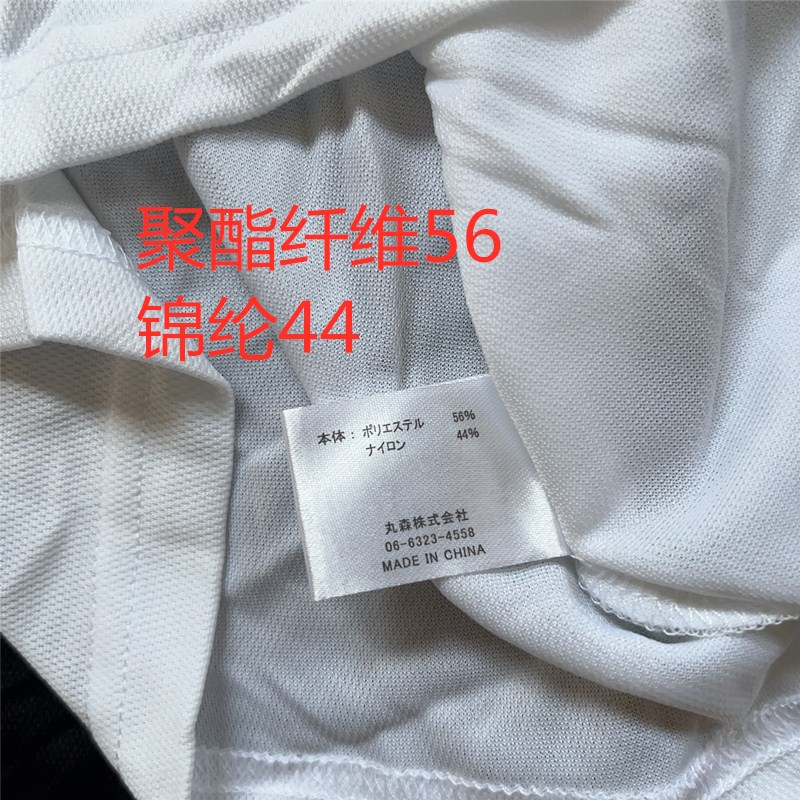 聚酯纤维56
锦纶44
本体：ポリエステル 56%
ナイロン 44%
丸森株式会社
06-6323-4558
MADE IN CHINA